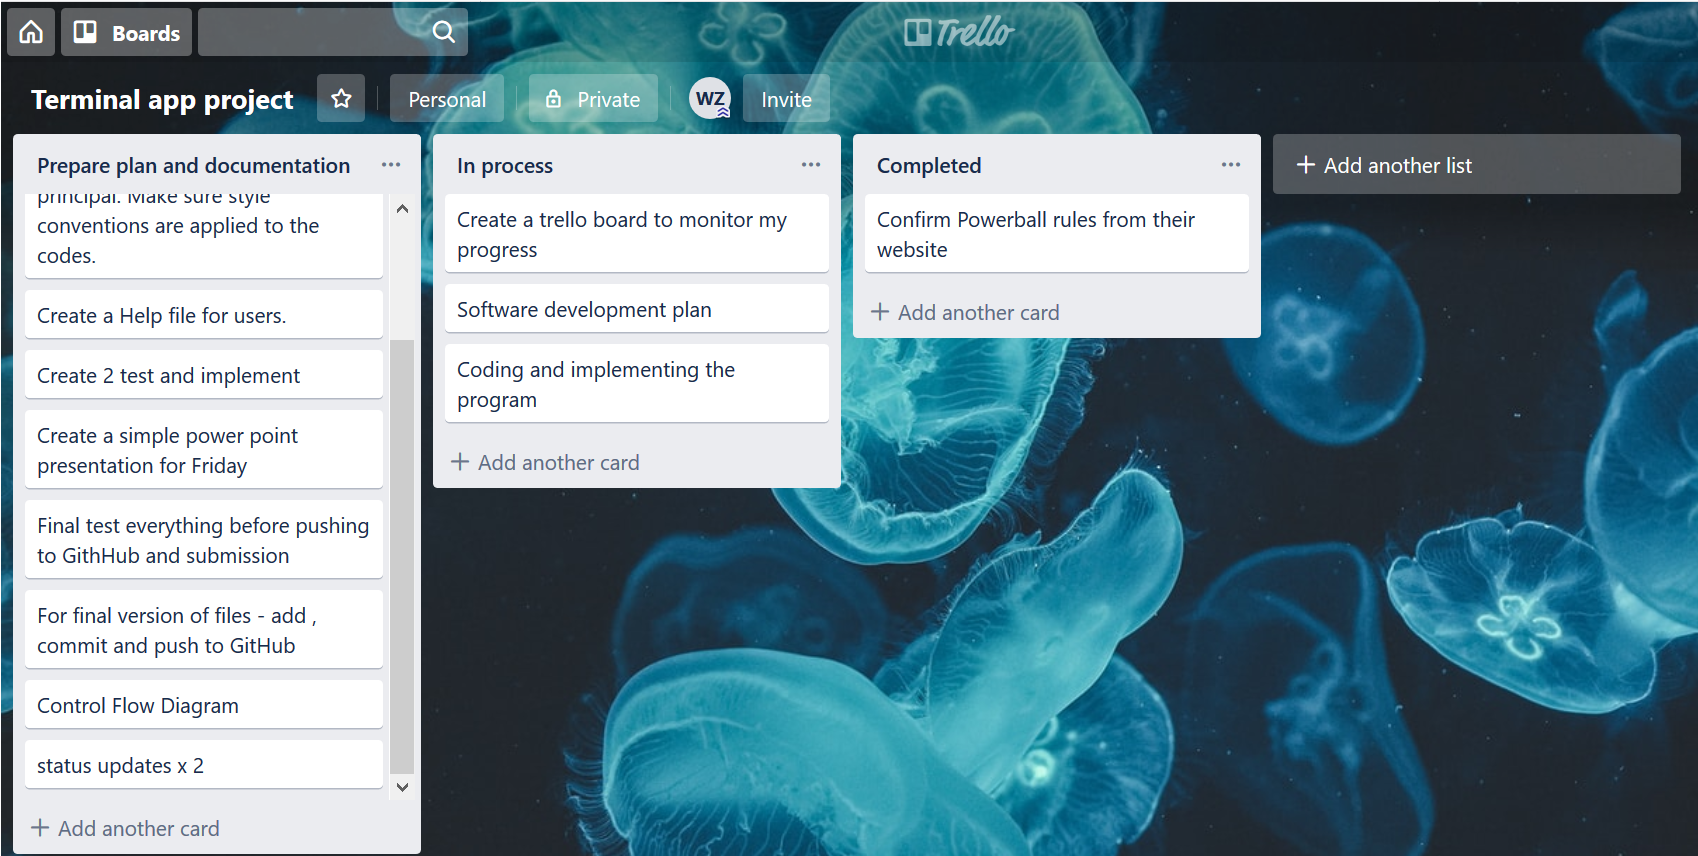 Boards
Trello
Terminal app project
Personal
Private
WZ
Invite
Prepare plan and documentation
principal. Make sure style
conventions are applied to the
codes.
Create a Help file for users.
Create 2 test and implement
Create a simple power point
presentation for Friday
Final test everything before pushing
to GithHub and submission
For final version of files - add ,
commit and push to GitHub
Control Flow Diagram
status updates x 2
+ Add another card
In process
Create a trello board to monitor my
progress
Software development plan
Coding and implementing the
program
+ Add another card
Completed
Confirm Powerball rules from their
website
+ Add another card
+ Add another list